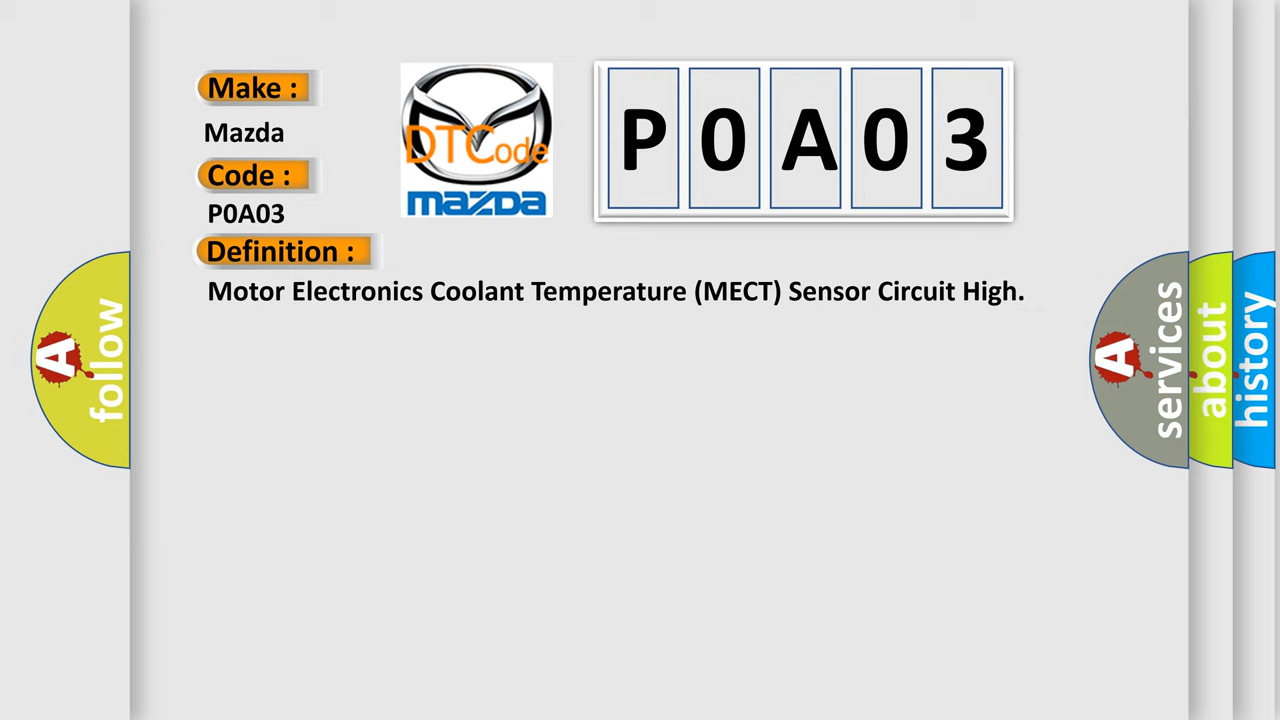 Make :
Mazda
Code :
P0A03
Definition :
Motor Electronics Coolant Temperature (MECT) Sensor Circuit High.
DTCode
mazda
P 0 A 0 3
A
follow
A
services
about
history